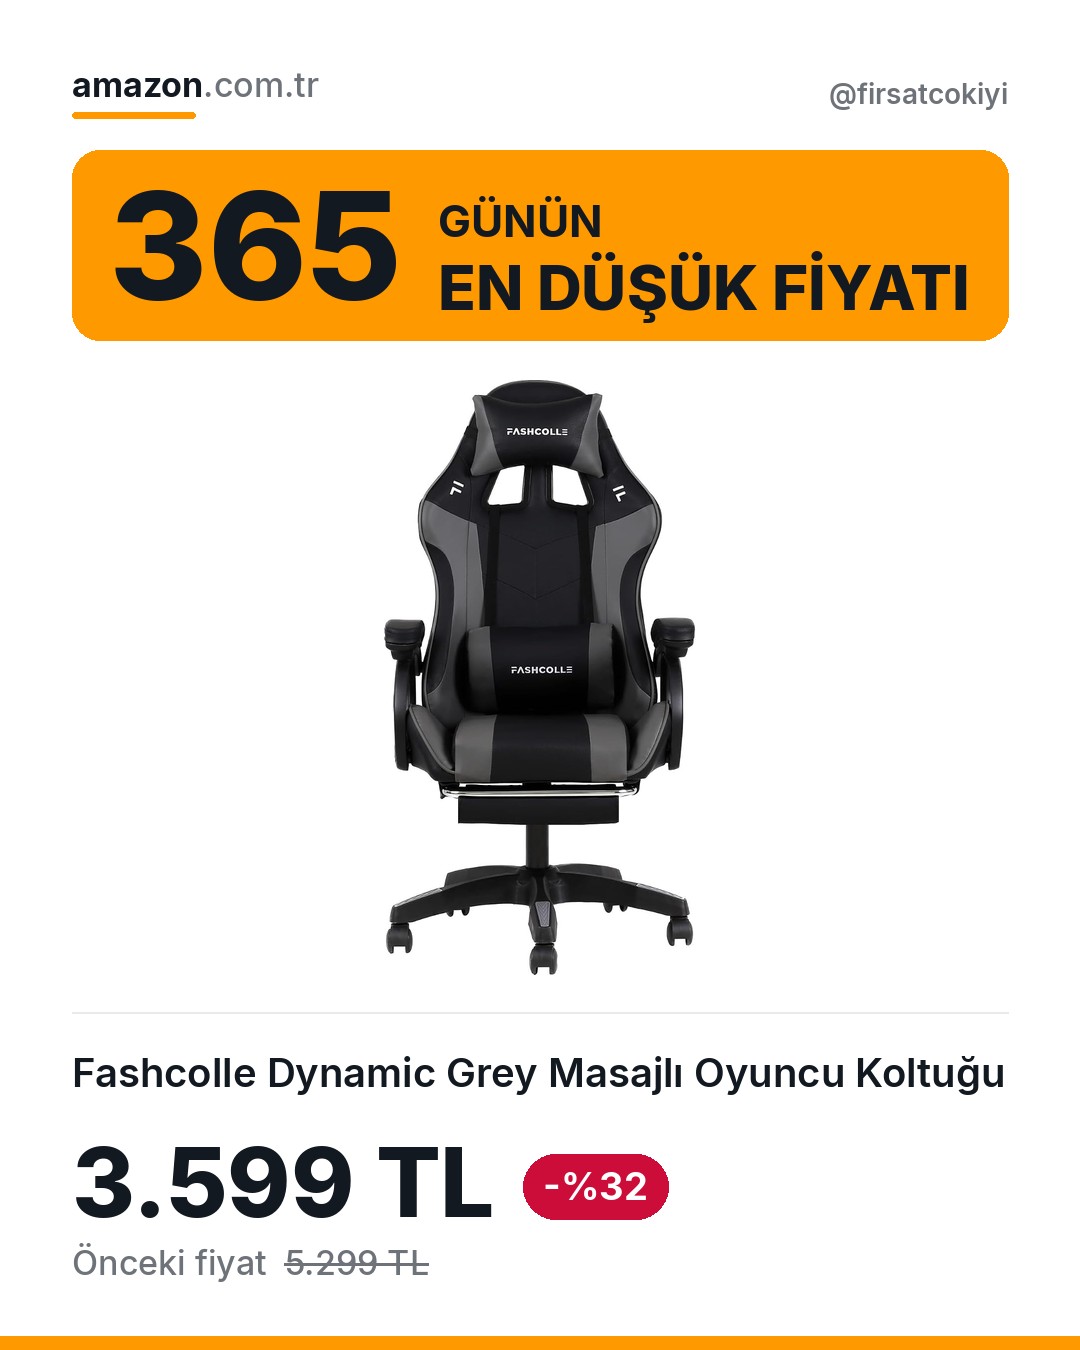 amazon.com.tr
@firsatcokiyi
365 GÜNÜN
EN DÜŞÜK FİYATI
FASHCOLLE
FASHCOLLE
Fashcolle Dynamic Grey Masajlı Oyuncu Koltuğu
3.599 TL -%32
Önceki fiyat 5.299 TL